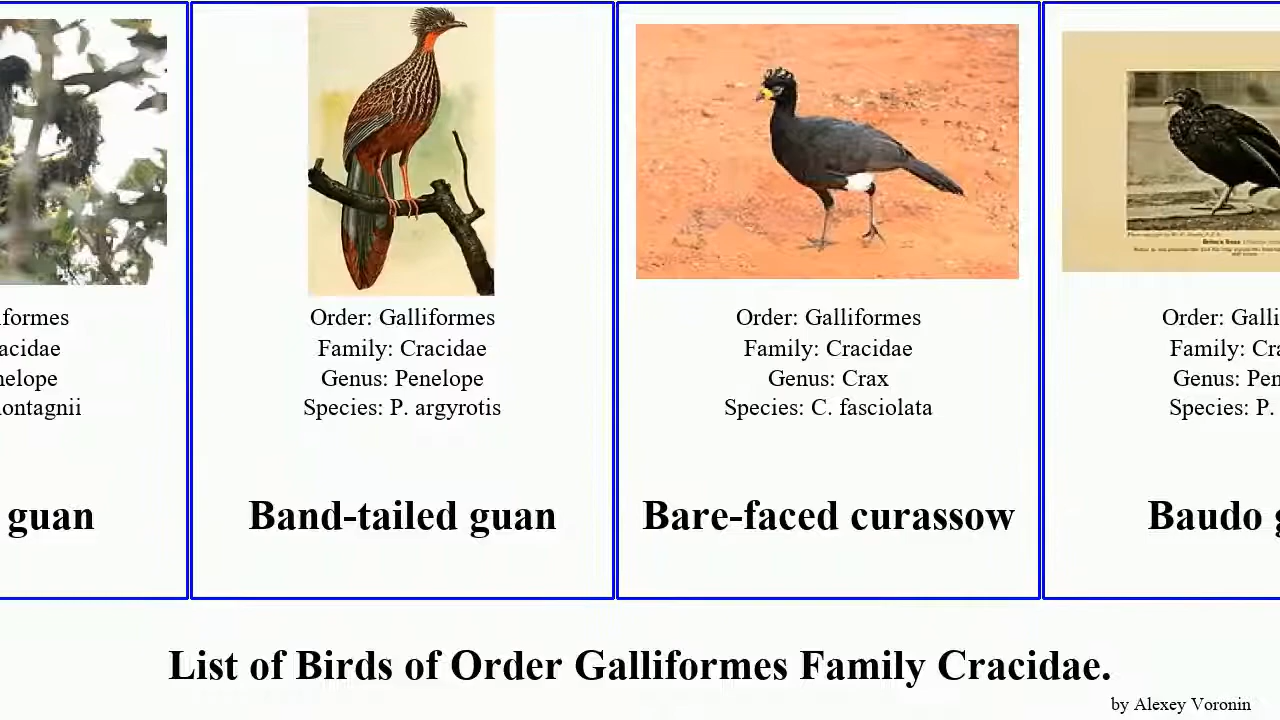 formes
acidae
nelope
ontagnii
guan
Order: Galliformes
Family: Cracidae
Genus: Penelope
Species: P. argyrotis
Band-tailed guan
Order: Galliformes
Family: Cracidae
Genus: Crax
Species: C. fasciolata
Bare-faced curassow
Order: Galli
Family: Cra
Genus: Pen
Species: P.
Baudo g
List of Birds of Order Galliformes Family Cracidae.
by Alexey Voronin